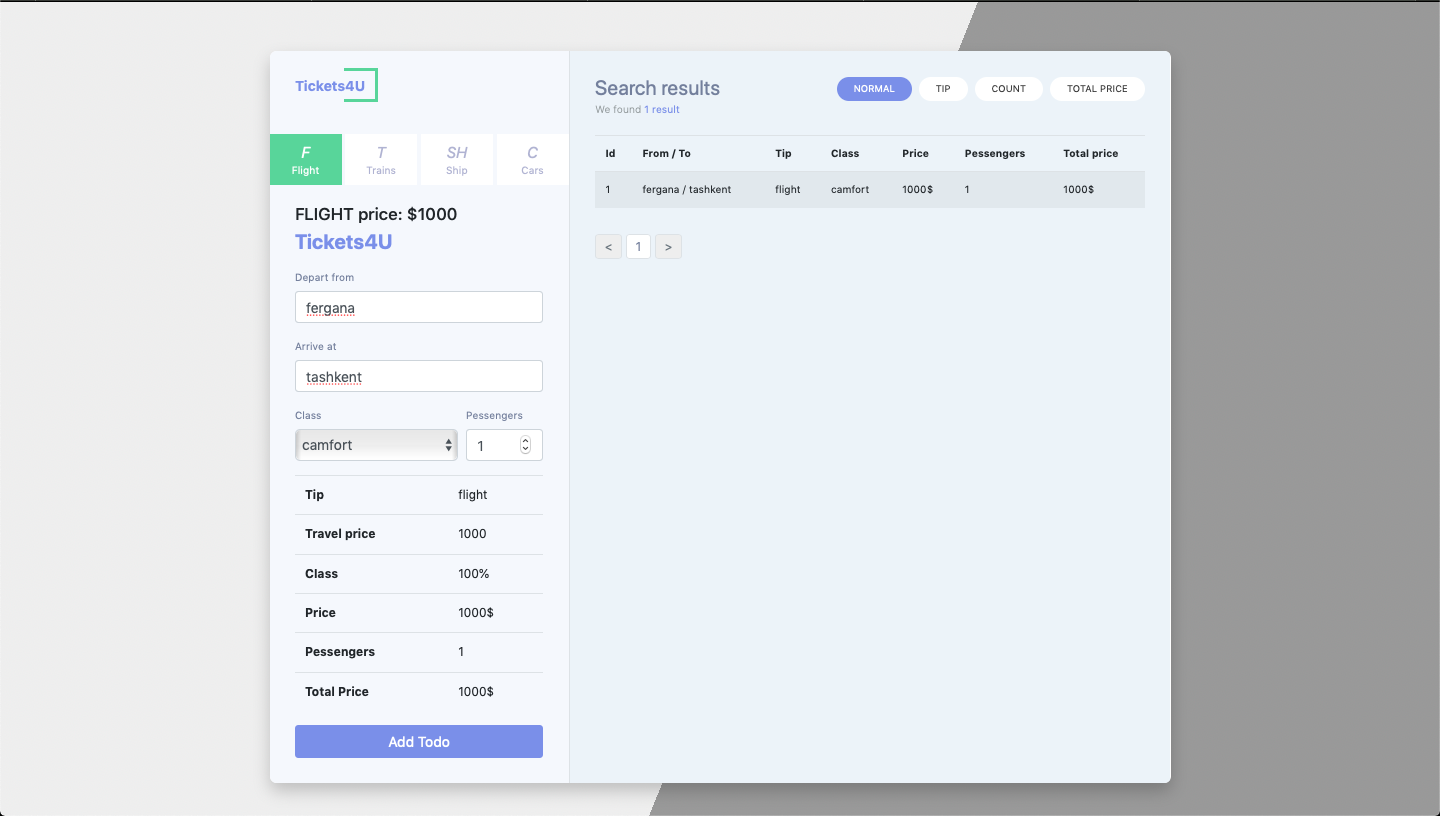 Tickets4U
F T SH C
Flight Trains Ship Cars
FLIGHT price: $1000
Tickets4U
Depart from
fergana
Arrive at
tashkent
Class Pessengers
camfort 1
Tip flight
Travel price 1000
Class 100%
Price 1000$
Pessengers 1
Total Price 1000$
Add Todo
Search results
NORMAL TIP COUNT TOTAL PRICE
We found 1 result
Id From / To Tip Class Price Pessengers Total price
1 fergana / tashkent flight camfort 1000$ 1 1000$
< 1 >